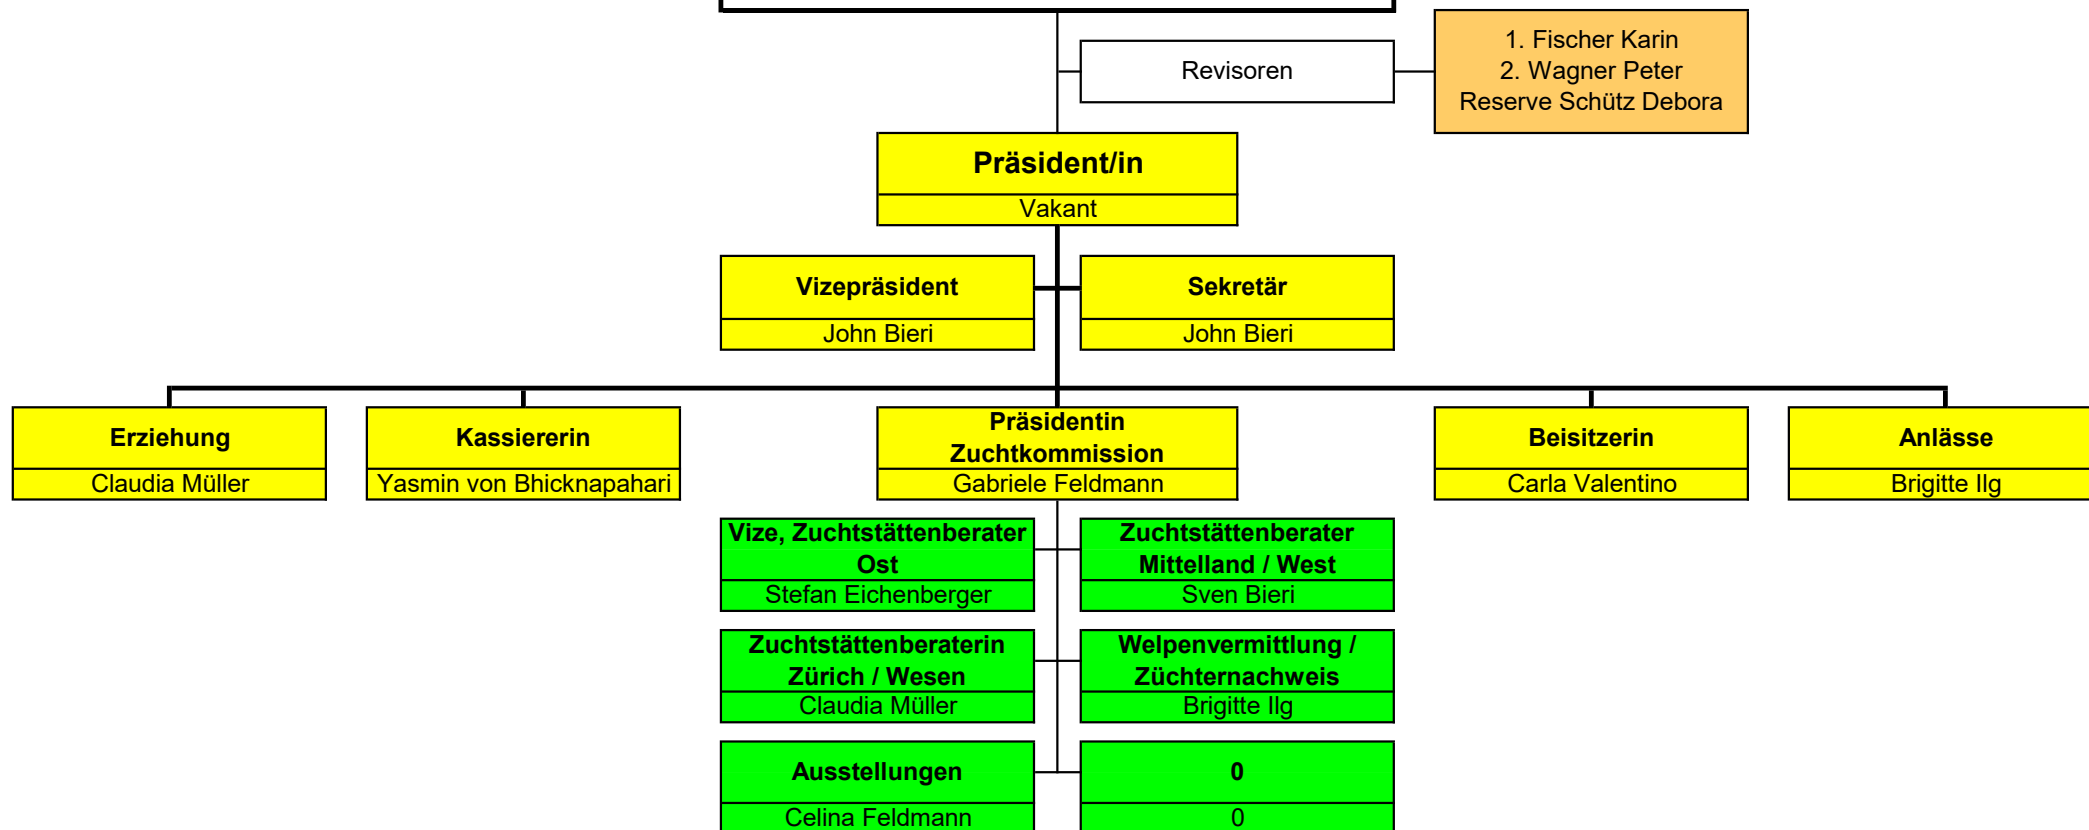 Revisoren
1. Fischer Karin
2. Wagner Peter
Reserve Schütz Debora
Präsident/in
Vakant
Vizepräsident
John Bieri
Sekretär
John Bieri
Erziehung
Claudia Müller
Kassiererin
Yasmin von Bhicknapahari
Präsidentin
Zuchtkommission
Gabriele Feldmann
Beisitzerin
Carla Valentino
Anlässe
Brigitte Ilg
Vize, Zuchtstättenberater
Ost
Stefan Eichenberger
Zuchtstättenberater
Mittelland / West
Sven Bieri
Zuchtstättenberaterin
Zürich / Wesen
Claudia Müller
Welpenvermittlung /
Züchternachweis
Brigitte Ilg
Ausstellungen
Celina Feldmann
0
0